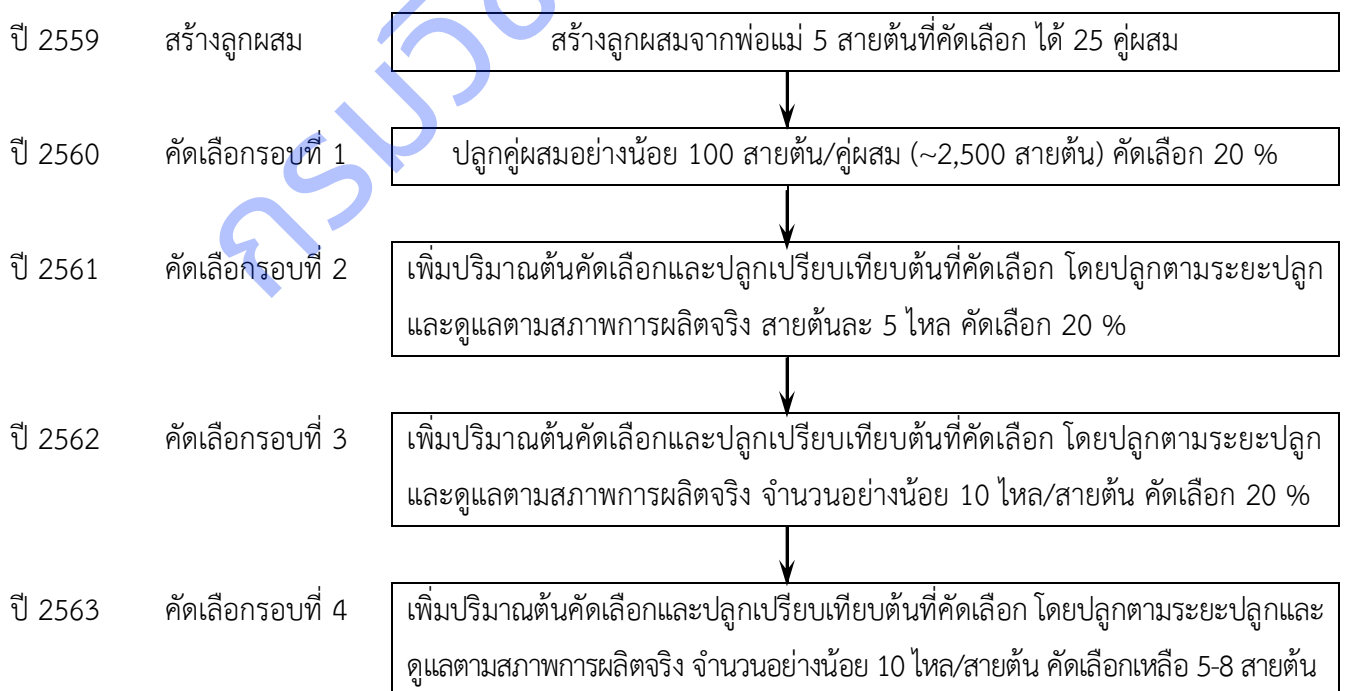 ปี 2559 สร้างลูกผสม สร้างลูกผสมจากพ่อแม่ 5 สายต้นที่คัดเลือก ได้ 25 คู่ผสม
ปี 2560 คัดเลือกรอบที่ 1 ปลูกคู่ผสมอย่างน้อย 100 สายต้น/คู่ผสม (~2,500 สายต้น) คัดเลือก 20 %
ปี 2561 คัดเลือกรอบที่ 2 เพิ่มปริมาณต้นคัดเลือกและปลูกเปรียบเทียบต้นที่คัดเลือก โดยปลูกตามระยะปลูก
และดูแลตามสภาพการผลิตจริง สายต้นละ 5 ไหล คัดเลือก 20 %
ปี 2562 คัดเลือกรอบที่ 3 เพิ่มปริมาณต้นคัดเลือกและปลูกเปรียบเทียบต้นที่คัดเลือก โดยปลูกตามระยะปลูก
และดูแลตามสภาพการผลิตจริง จำนวนอย่างน้อย 10 ไหล/สายต้น คัดเลือก 20 %
ปี 2563 คัดเลือกรอบที่ 4 เพิ่มปริมาณต้นคัดเลือกและปลูกเปรียบเทียบต้นที่คัดเลือก โดยปลูกตามระยะปลูกและ
ดูแลตามสภาพการผลิตจริง จำนวนอย่างน้อย 10 ไหล/สายต้น คัดเลือกเหลือ 5-8 สายต้น
กรมวิ